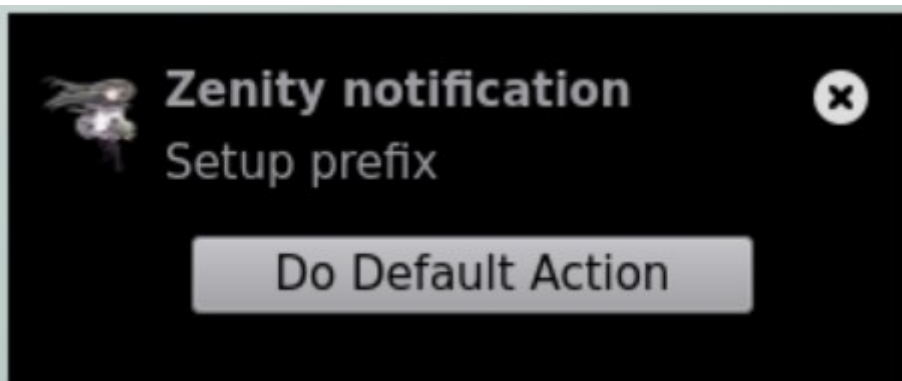 Zenity notification
Setup prefix
Do Default Action